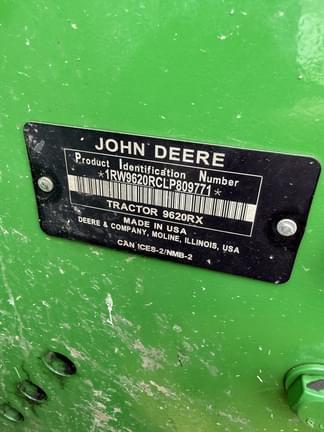 JOHN DEERE
Product Identification Number
*1RW9620RCLP809771*
TRACTOR 9620RX
MADE IN USA
DEERE & COMPANY, MOLINE, ILLINOIS, USA
CAN ICES-2/NMB-2